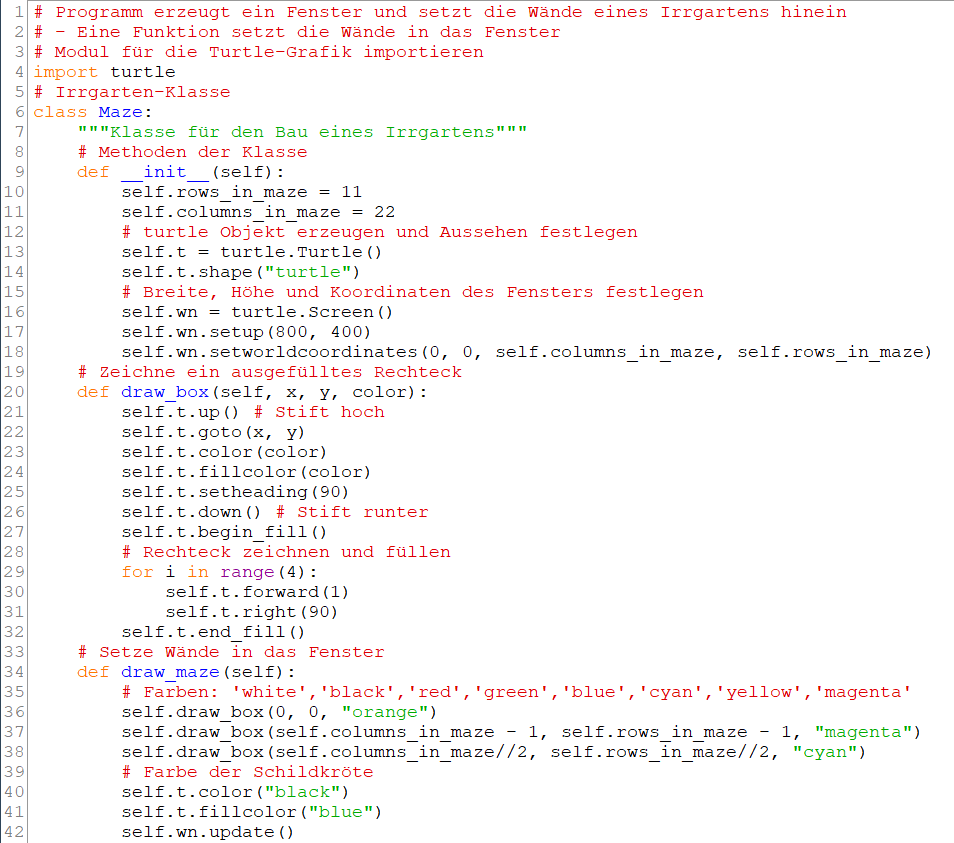 1 # Programm erzeugt ein Fenster und setzt die Wände eines Irrgartens hinein
2 # - Eine Funktion setzt die Wände in das Fenster
3 # Modul für die Turtle-Grafik importieren
4 import turtle
5 # Irrgarten-Klasse
6 class Maze:
7     """Klasse für den Bau eines Irrgartens"""
8     # Methoden der Klasse
9     def __init__(self):
10         self.rows_in_maze = 11
11         self.columns_in_maze = 22
12         # turtle Objekt erzeugen und Aussehen festlegen
13         self.t = turtle.Turtle()
14         self.t.shape("turtle")
15         # Breite, Höhe und Koordinaten des Fensters festlegen
16         self.wn = turtle.Screen()
17         self.wn.setup(800, 400)
18         self.wn.setworldcoordinates(0, 0, self.columns_in_maze, self.rows_in_maze)
19     # Zeichne ein ausgefülltes Rechteck
20     def draw_box(self, x, y, color):
21         self.t.up() # Stift hoch
22         self.t.goto(x, y)
23         self.t.color(color)
24         self.t.fillcolor(color)
25         self.t.setheading(90)
26         self.t.down() # Stift runter
27         self.t.begin_fill()
28         # Rechteck zeichnen und füllen
29         for i in range(4):
30             self.t.forward(1)
31             self.t.right(90)
32         self.t.end_fill()
33     # Setze Wände in das Fenster
34     def draw_maze(self):
35         # Farben: 'white','black','red','green','blue','cyan','yellow','magenta'
36         self.draw_box(0, 0, "orange")
37         self.draw_box(self.columns_in_maze - 1, self.rows_in_maze - 1, "magenta")
38         self.draw_box(self.columns_in_maze//2, self.rows_in_maze//2, "cyan")
39         # Farbe der Schildkröte
40         self.t.color("black")
41         self.t.fillcolor("blue")
42         self.wn.update()